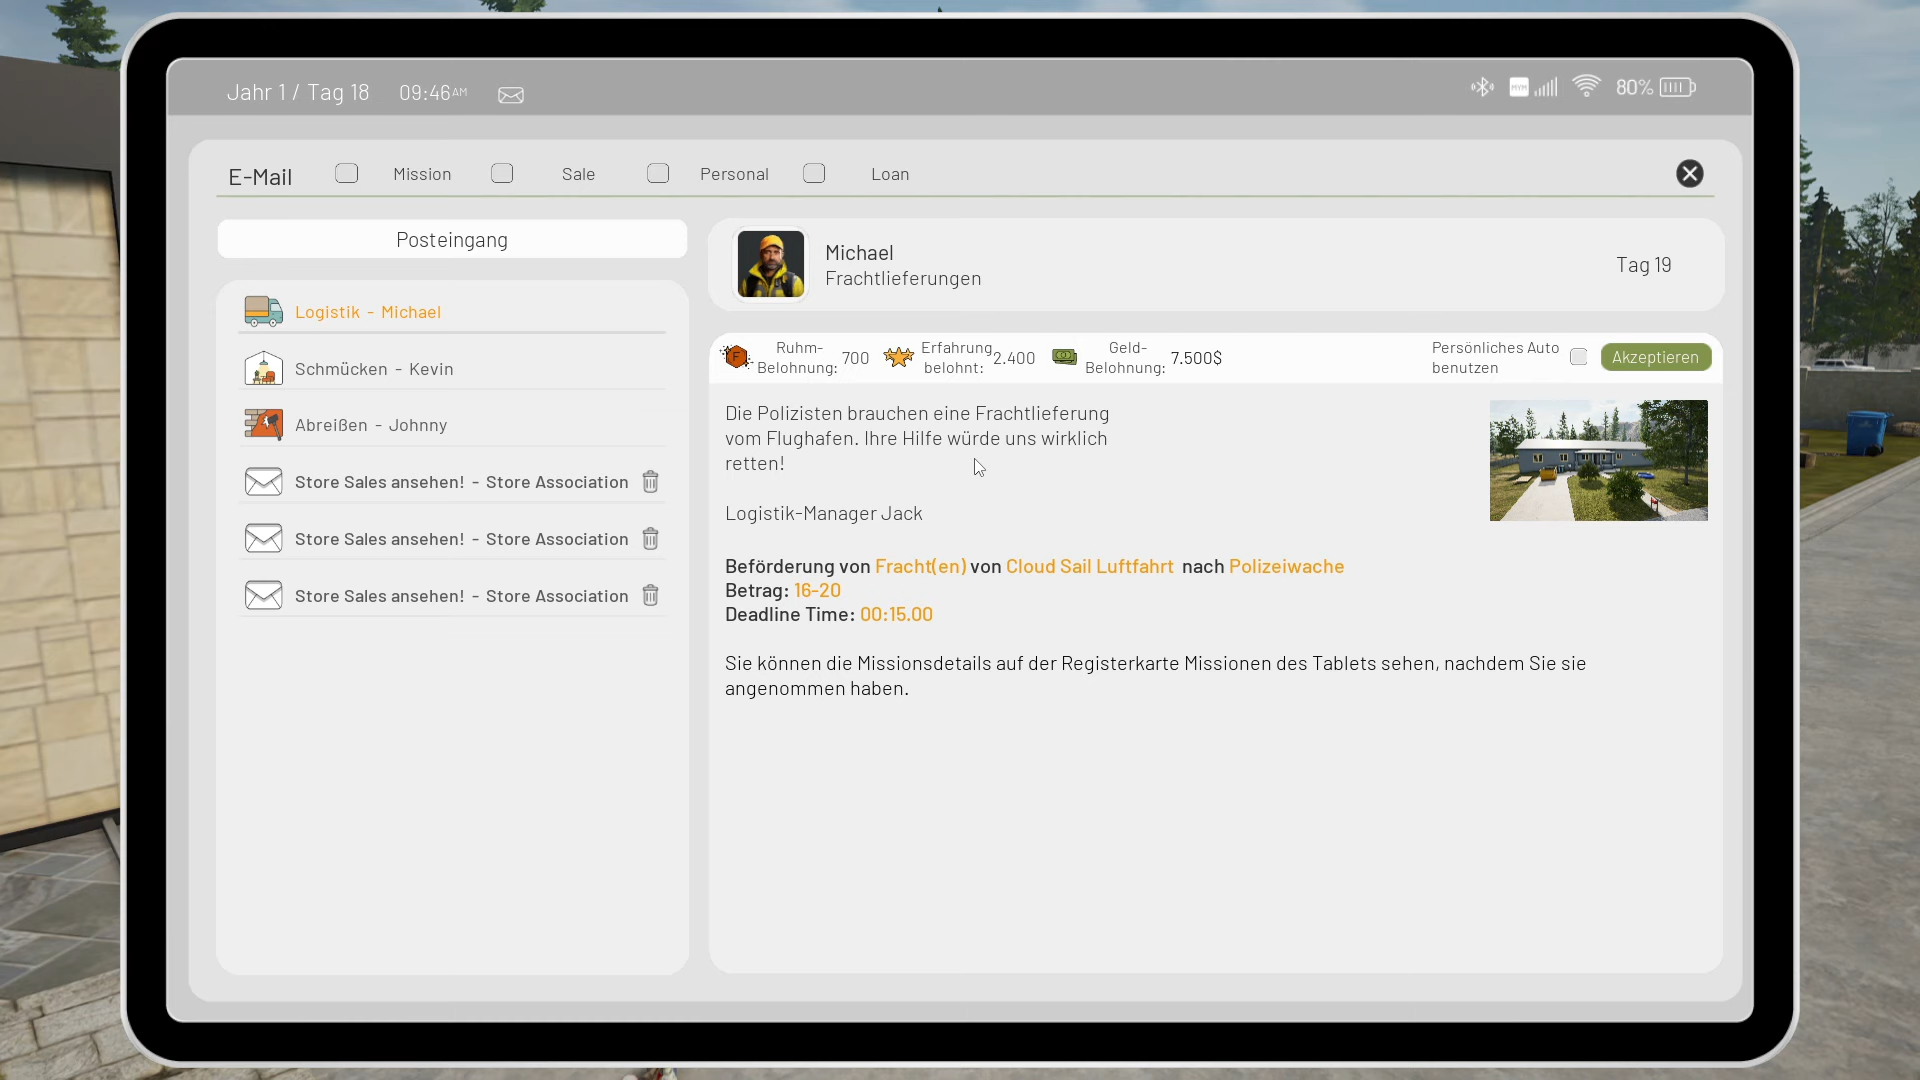 Jahr 1 / Tag 18 09:46AM
80%
E-Mail Mission Sale Personal Loan
Posteingang
Logistik - Michael
Schmücken - Kevin
Abreißen - Johnny
Store Sales ansehen! - Store Association
Store Sales ansehen! - Store Association
Store Sales ansehen! - Store Association
Michael
Frachtlieferungen
Tag 19
Ruhm-
Belohnung: 700
Erfahrung
belohnt: 2.400
Geld-
Belohnung: 7.500$
Persönliches Auto
benutzen
Akzeptieren
Die Polizisten brauchen eine Frachtlieferung
vom Flughafen. Ihre Hilfe würde uns wirklich
retten!
Logistik-Manager Jack
Beförderung von Fracht(en) von Cloud Sail Luftfahrt nach Polizeiwache
Betrag: 16-20
Deadline Time: 00:15.00
Sie können die Missionsdetails auf der Registerkarte Missionen des Tablets sehen, nachdem Sie sie
angenommen haben.